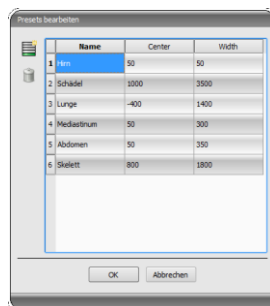 Presets bearbeiten
Name Center Width
1 Hirn 50 50
2 Schädel 1000 3500
3 Lunge -400 1400
4 Mediastinum 50 300
5 Abdomen 50 350
6 Skelett 800 1800
OK Abbrechen